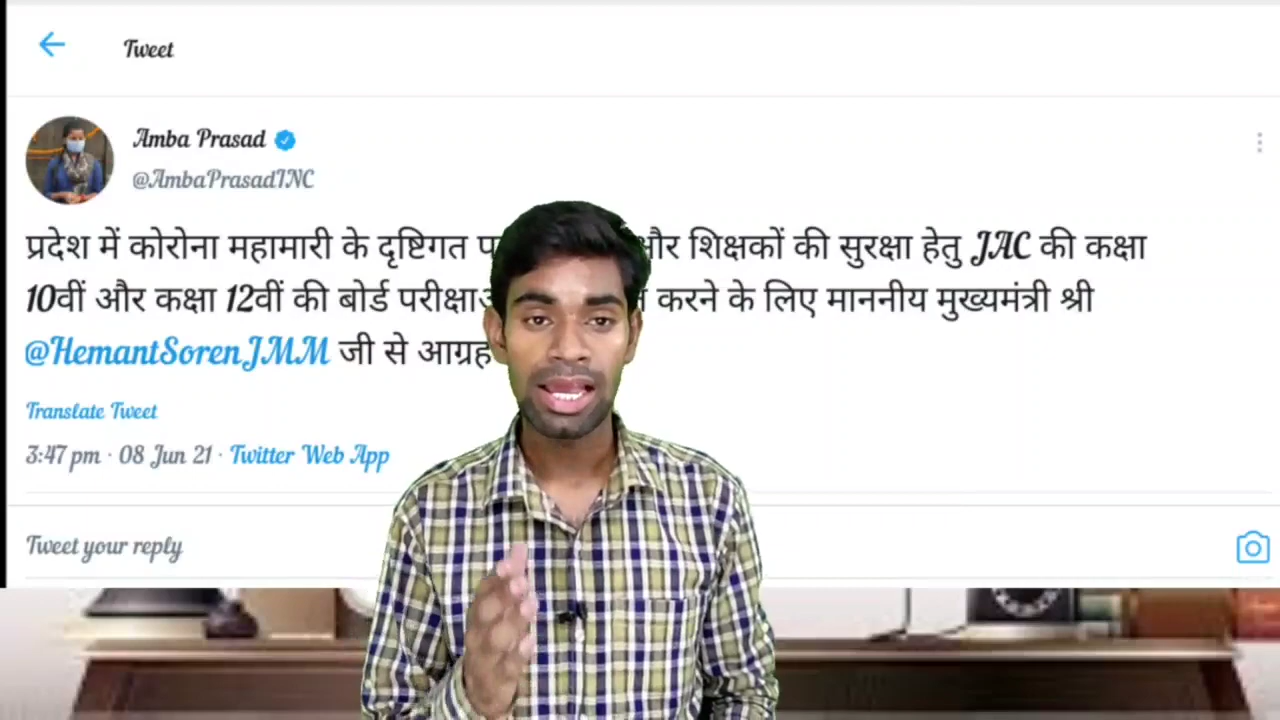 Tweet
Amba Prasad
@AmbaPrasadINC
प्रदेश में कोरोना महामारी के दृष्टिगत और शिक्षकों की सुरक्षा हेतु JAC की कक्षा
10वीं और कक्षा 12वीं की बोर्ड करने के लिए माननीय मुख्यमंत्री श्री
@HemantSorenJMM जी से आग्रह
Translate Tweet
3:47 pm · 08 Jun 21 · Twitter Web App
Tweet your reply